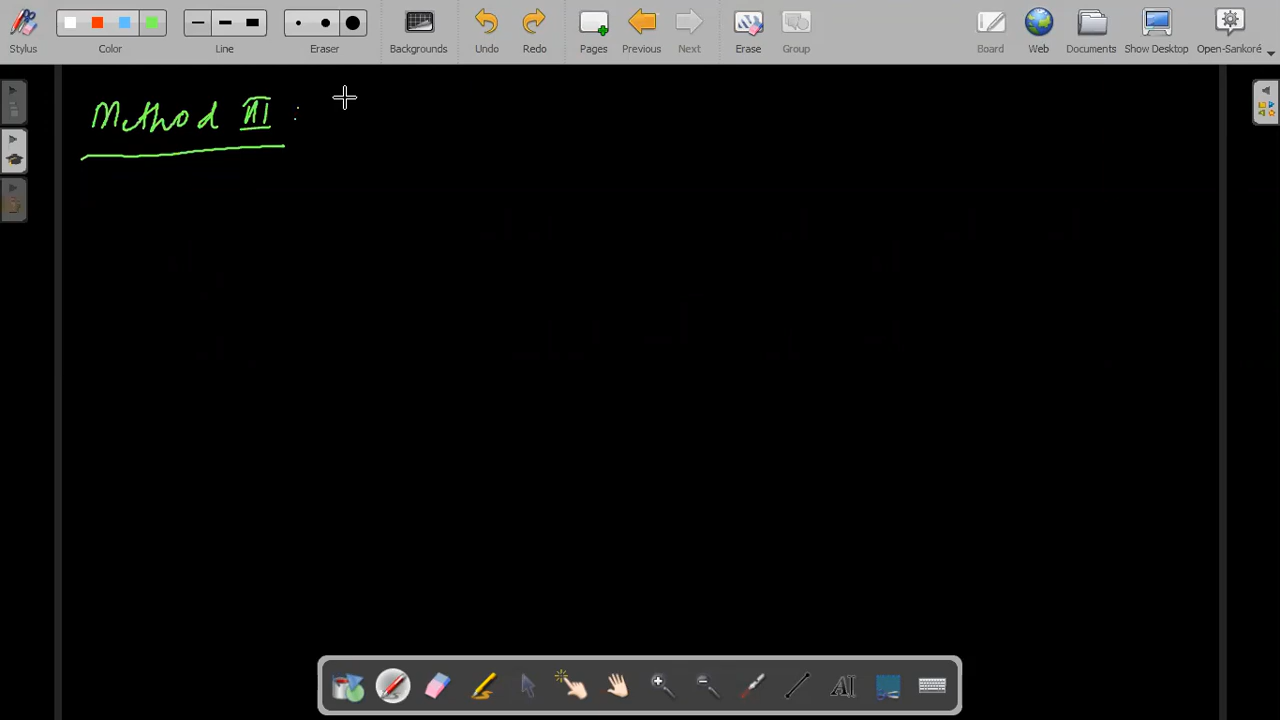 Stylus Color Line Eraser Backgrounds Undo Redo Pages Previous Next Erase Group Board Web Documents Show Desktop Open-Sankoré
Method III :
AI